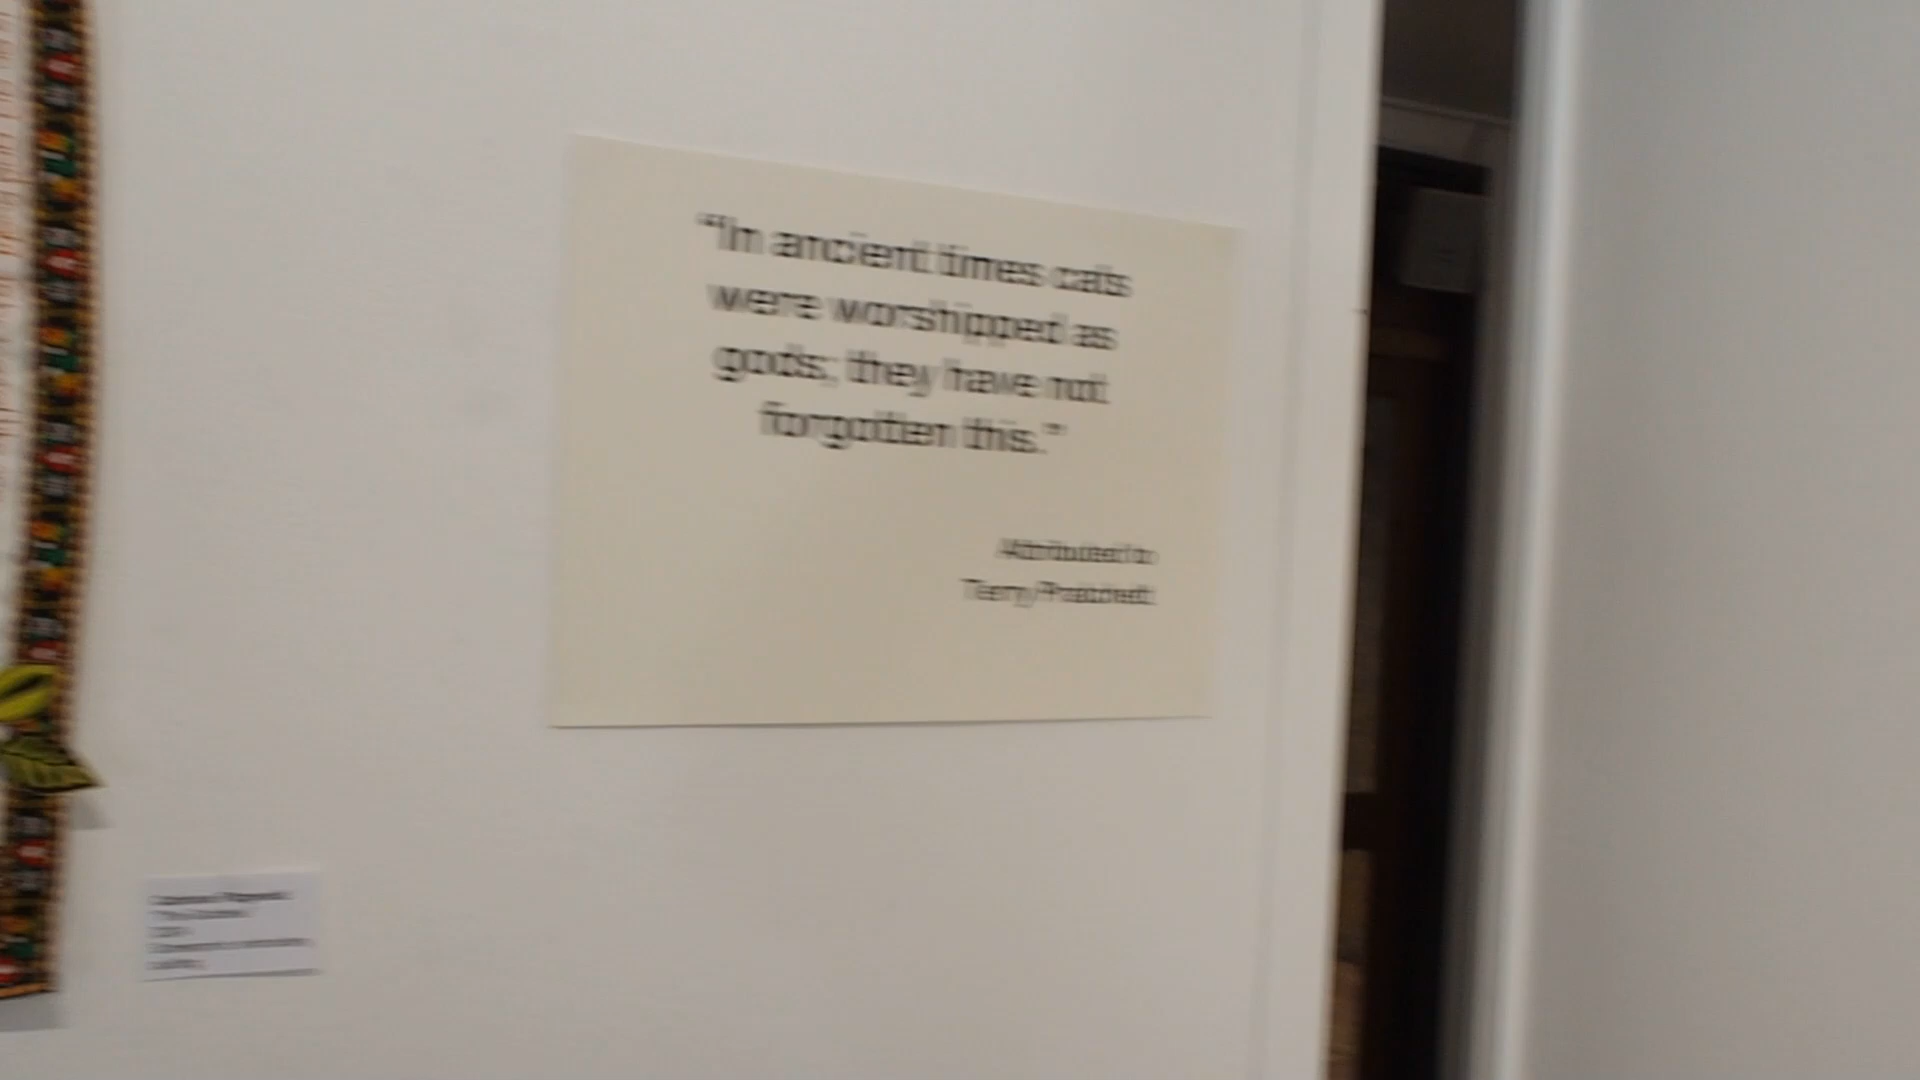 “In ancient times cats
were worshipped as
gods; they have not
forgotten this.”
Attributed to
Terry Pratchett